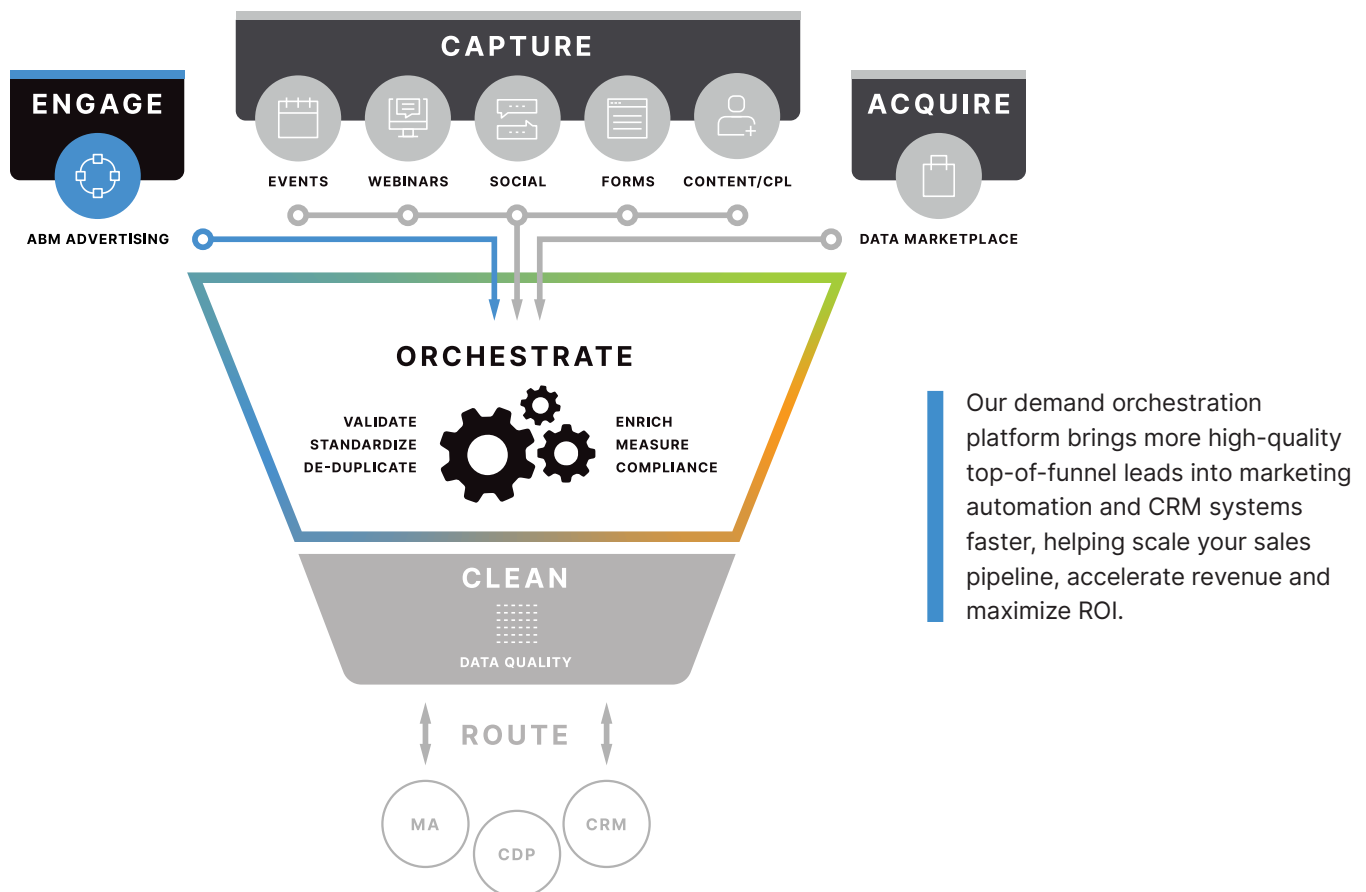 CAPTURE
ENGAGE
ACQUIRE
EVENTS
WEBINARS
SOCIAL
FORMS
CONTENT/CPL
ABM ADVERTISING
DATA MARKETPLACE
ORCHESTRATE
VALIDATE
STANDARDIZE
DE-DUPLICATE
ENRICH
MEASURE
COMPLIANCE
Our demand orchestration
platform brings more high-quality
top-of-funnel leads into marketing
automation and CRM systems
faster, helping scale your sales
pipeline, accelerate revenue and
maximize ROI.
CLEAN
DATA QUALITY
ROUTE
MA
CDP
CRM